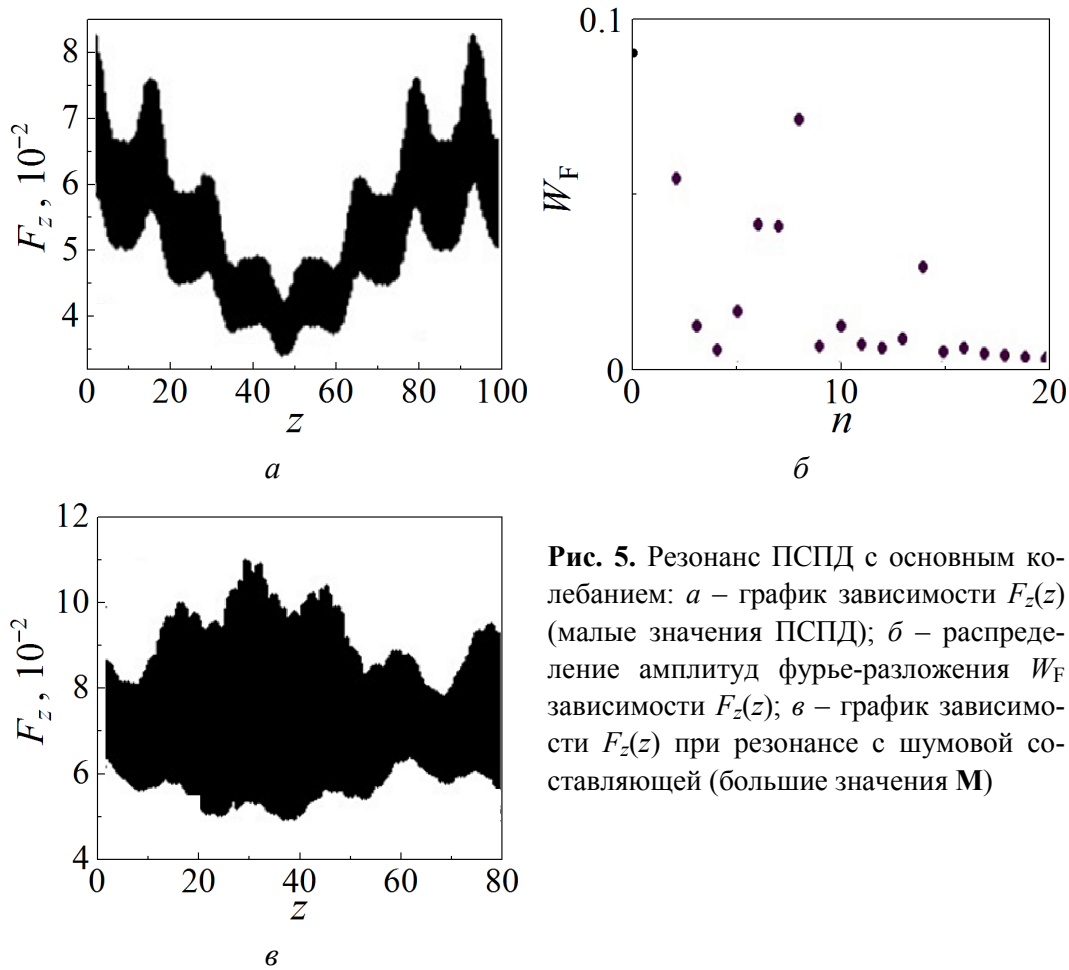 8
7
6
5
4
F_z, 10^−2
0 20 40 60 80 100
z
а
0.1
W_F
0
0 10 20
n
б
12
10
8
6
4
F_z, 10^−2
0 20 40 60 80
z
в
Рис. 5. Резонанс ПСПД с основным ко-
лебанием: а – график зависимости F_z(z)
(малые значения ПСПД); б – распреде-
ление амплитуд фурье-разложения W_F
зависимости F_z(z); в – график зависимо-
сти F_z(z) при резонансе с шумовой со-
ставляющей (большие значения М)